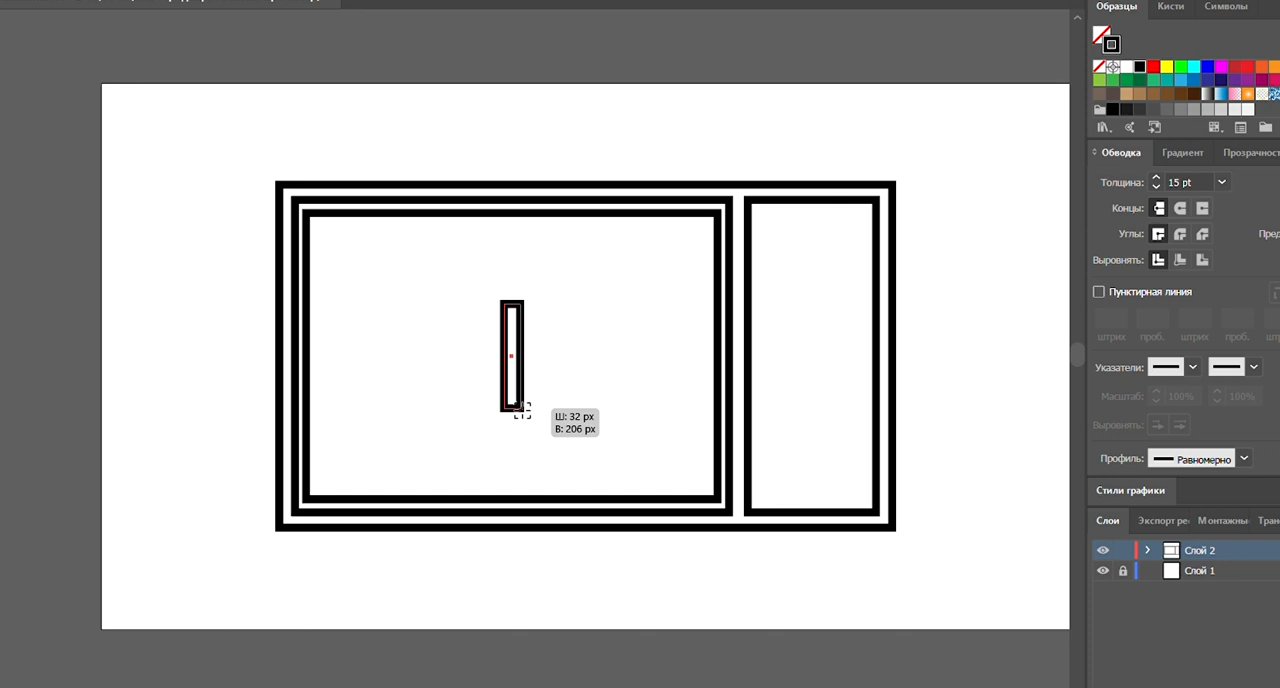 Образцы Кисти Символы
Обводка Градиент Прозрачност
Толщина: 15 pt
Концы:
Углы: Пред
Выровнять:
Пунктирная линия
штрих проб. штрих проб. шт
Указатели:
Масштаб: 100% 100%
Выровнять:
Профиль: Равномерно
Стили графики
Слои Экспорт ре Монтажны Тран
Слой 2
Слой 1
Ш: 32 px
В: 206 px